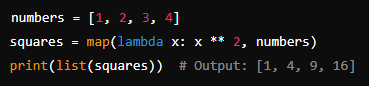 numbers = [1, 2, 3, 4]
squares = map(lambda x: x ** 2, numbers)
print(list(squares))  # Output: [1, 4, 9, 16]